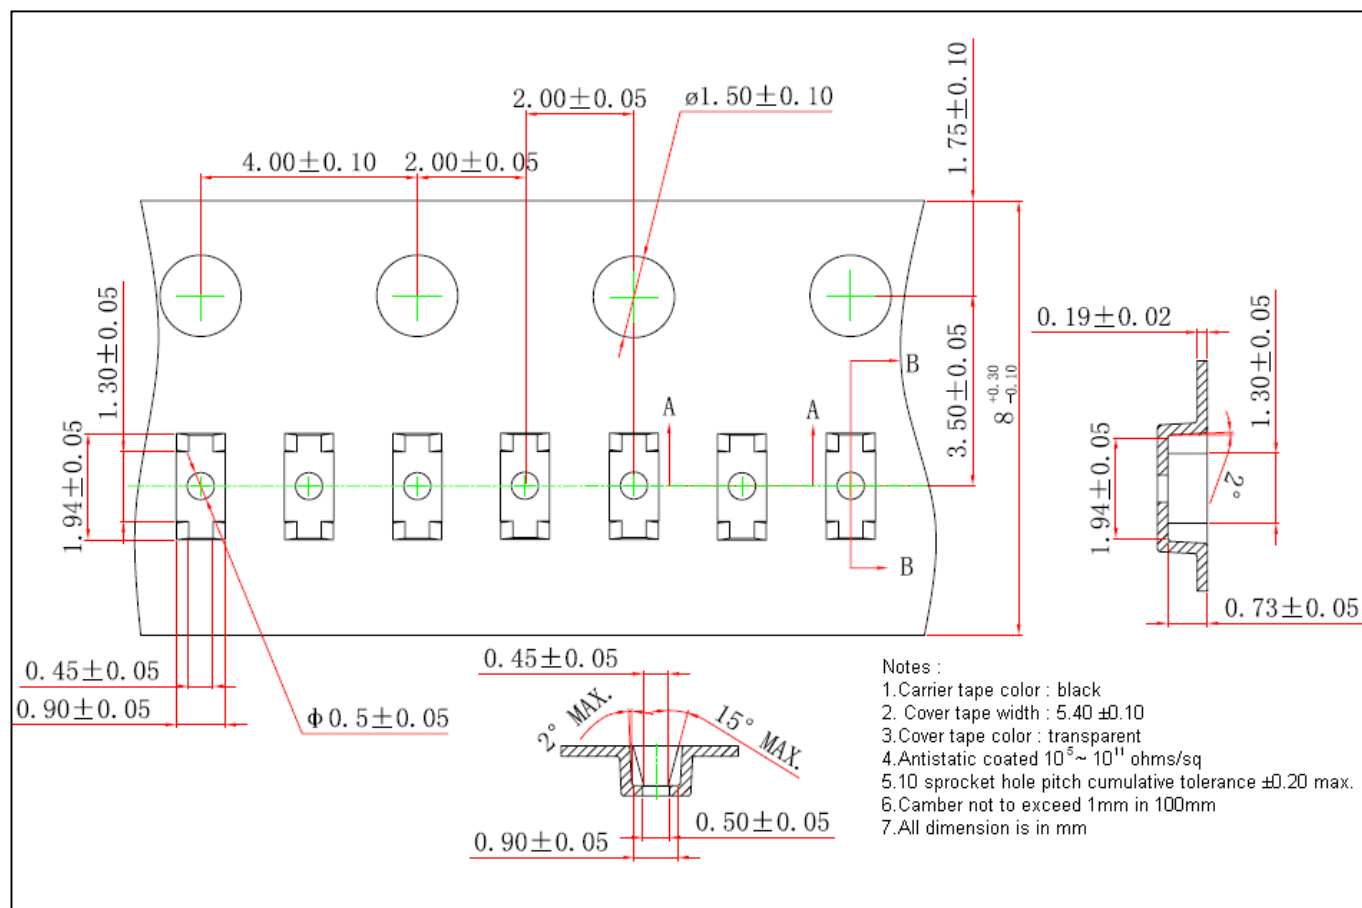 2.00±0.05
ø1.50±0.10
1.75±0.10
4.00±0.10
2.00±0.05
1.30±0.05
1.94±0.05
A
A
B
B
3.50±0.05
8 +0.30 -0.10
0.19±0.02
1.30±0.05
1.94±0.05
2°
0.73±0.05
0.45±0.05
0.90±0.05
Φ0.5±0.05
0.45±0.05
2° MAX.
15° MAX.
0.50±0.05
0.90±0.05
Notes :
1.Carrier tape color : black
2. Cover tape width : 5.40 ±0.10
3.Cover tape color : transparent
4.Antistatic coated 10⁵~ 10¹¹ ohms/sq
5.10 sprocket hole pitch cumulative tolerance ±0.20 max.
6.Camber not to exceed 1mm in 100mm
7.All dimension is in mm